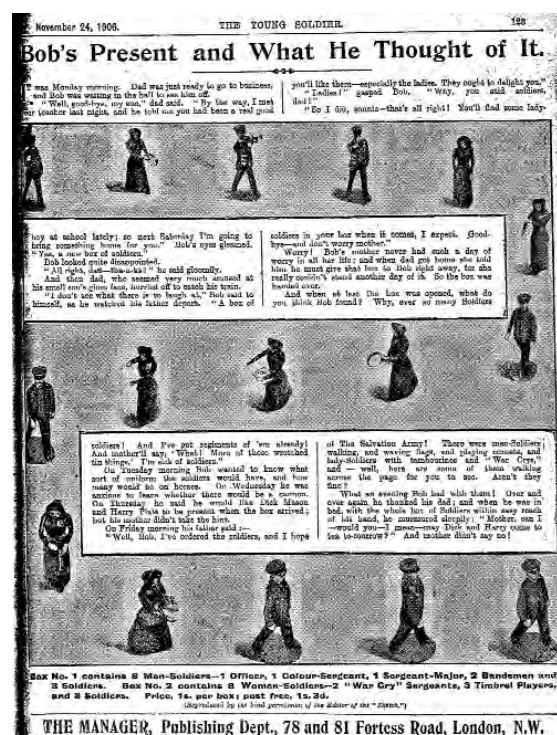 November 24, 1906. THE YOUNG SOLDIER. 123
Bob's Present and What He Thought of It.
It was Monday morning. Dad was just ready to go to business,
and Bob was waiting in the hall to see him off.
"Well, good-bye, my son," dad said. "By the way, I met
your teacher last night, and he told me you had been a real good
boy at school lately; so next Saturday I'm going to
bring something home for you." Bob's eyes gleamed.
"Yes, a new box of soldiers."
Bob looked quite disappointed.
"All right, dad—tha-n-ks!" he said gloomily.
And then dad, who seemed very much amused at
his small son's glum face, hurried off to catch his train.
"I don't see what there is to laugh at," Bob said to
himself, as he watched his father depart. "A box of
soldiers! And I've got regiments of 'em already!
And mother'll say, 'What! More of those wretched
tin things.' I'm sick of soldiers."
On Tuesday morning Bob wanted to know what
sort of uniform the soldiers would have, and how
many would be on horses. On Wednesday he was
anxious to learn whether there would be a cannon.
On Thursday he said he would like Dick Mason
and Harry Pate to be present when the box arrived;
but his mother didn't take the hint.
On Friday morning his father said:—
"Well, Bob, I've ordered the soldiers, and I hope
you'll like them—especially the ladies. They ought to delight you."
"Ladies!" gasped Bob. "Why, you said soldiers,
dad!"
"So I did, sonnie—that's all right! You'll find some lady-
soldiers in your box when it comes, I expect. Good-
bye—and don't worry mother."
Worry! Bob's mother never had such a day of
worry in all her life; and when dad got home she told
him he must give that box to Bob right away, for she
really couldn't stand another day of it. So the box was
handed over.
And when at last the box was opened, what do
you think Bob found? Why, ever so many Soldiers
of The Salvation Army! There were men-Soldiers
walking, and waving flags, and playing cornets, and
lady-Soldiers with tambourines and "War Crys,"
and — well, here are some of them walking
across the page for you to see. Aren't they
fine?
What an evening Bob had with them! Over and
over again he thanked his dad; and when he was in
bed, with the whole box of Soldiers within easy reach
of his hand, he murmured sleepily: "Mother, can I
—would you—I mean—may Dick and Harry come to
tea to-morrow?" And mother didn't say no!
Box No. 1 contains 8 Men-Soldiers—1 Officer, 1 Colour-Sergeant, 1 Sergeant-Major, 2 Bandsmen and
3 Soldiers. Box No. 2 contains 8 Women-Soldiers—2 "War Cry" Sergeants, 3 Timbrel Players,
and 3 Soldiers. Price, 1s. per box; post free, 1s. 3d.
(Reproduced by the kind permission of the Editor of the "Sketch.")
THE MANAGER, Publishing Dept., 78 and 81 Fortess Road, London, N.W.